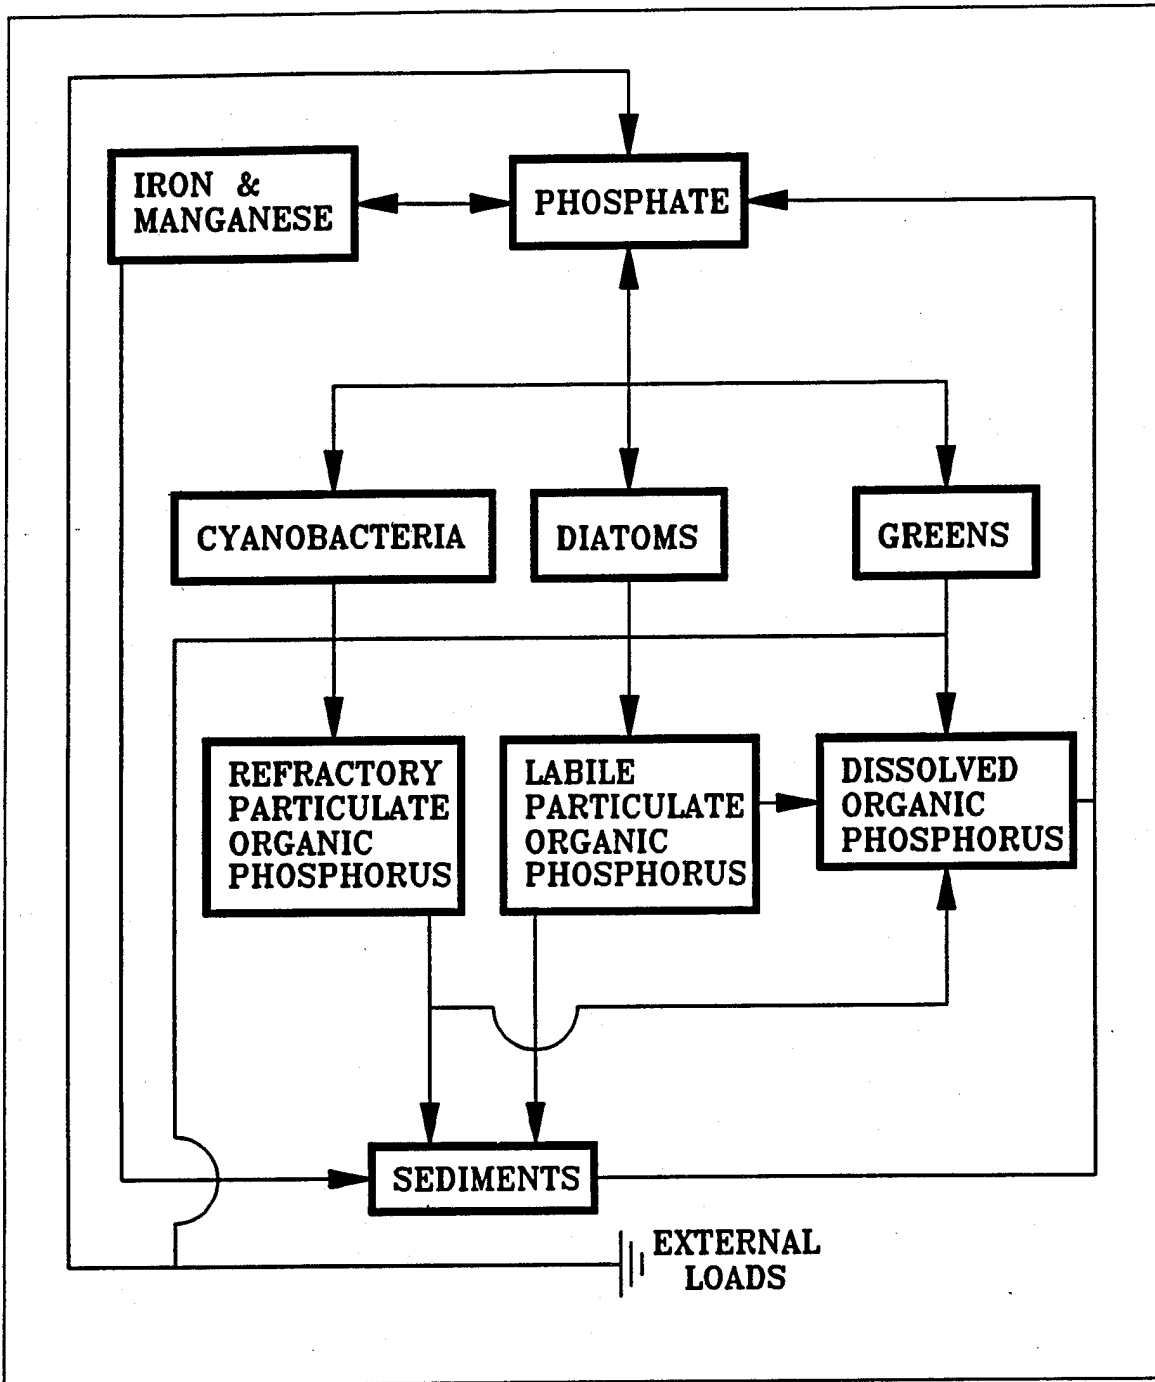 IRON &
MANGANESE
PHOSPHATE
CYANOBACTERIA
DIATOMS
GREENS
REFRACTORY
PARTICULATE
ORGANIC
PHOSPHORUS
LABILE
PARTICULATE
ORGANIC
PHOSPHORUS
DISSOLVED
ORGANIC
PHOSPHORUS
SEDIMENTS
EXTERNAL
LOADS